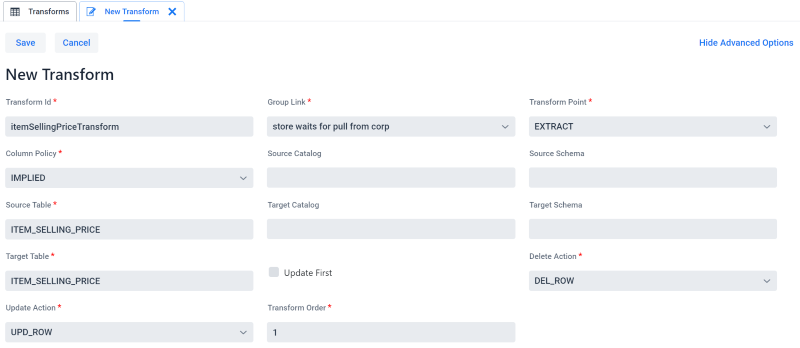 Transforms New Transform
Save Cancel Hide Advanced Options
New Transform
Transform Id * Group Link * Transform Point *
itemSellingPriceTransform store waits for pull from corp EXTRACT
Column Policy * Source Catalog Source Schema
IMPLIED
Source Table * Target Catalog Target Schema
ITEM_SELLING_PRICE
Target Table * Delete Action *
ITEM_SELLING_PRICE Update First DEL_ROW
Update Action * Transform Order *
UPD_ROW 1